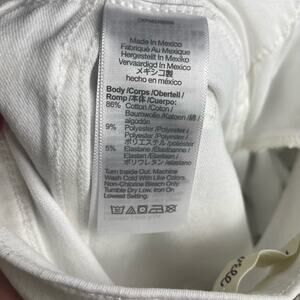 Made In Mexico
Fabriqué Au Mexique
Hergestellt In Mexiko
Vervaardigd In Mexico
メキシコ製
hecho en méxico
Body /Corps /Oberteil /
Romp /本体 /Cuerpo:
86% Cotton /Coton /
Baumwolle /Katoen /綿 /
algodón
9% Polyester /Polyester /
Polyester /Polyester /
ポリエステル /poliéster
5% Elastane /Elasthanne /
Elastan /Elastaan /
ポリウレタン /elastano
Turn Inside Out. Machine
Wash Cold With Like Colors.
Non-Chlorine Bleach Only
Tumble Dry Low. Iron On
Lowest Setting.